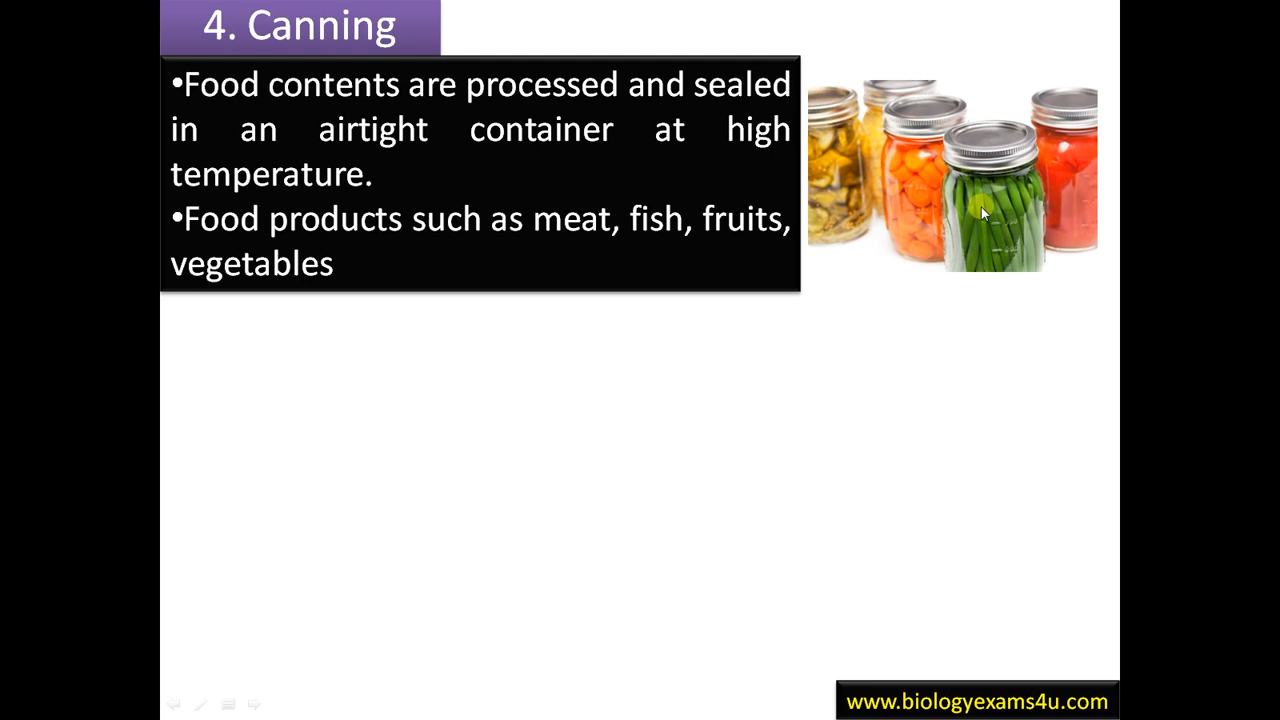 4. Canning
•Food contents are processed and sealed
in an airtight container at high
temperature.
•Food products such as meat, fish, fruits,
vegetables
www.biologyexams4u.com